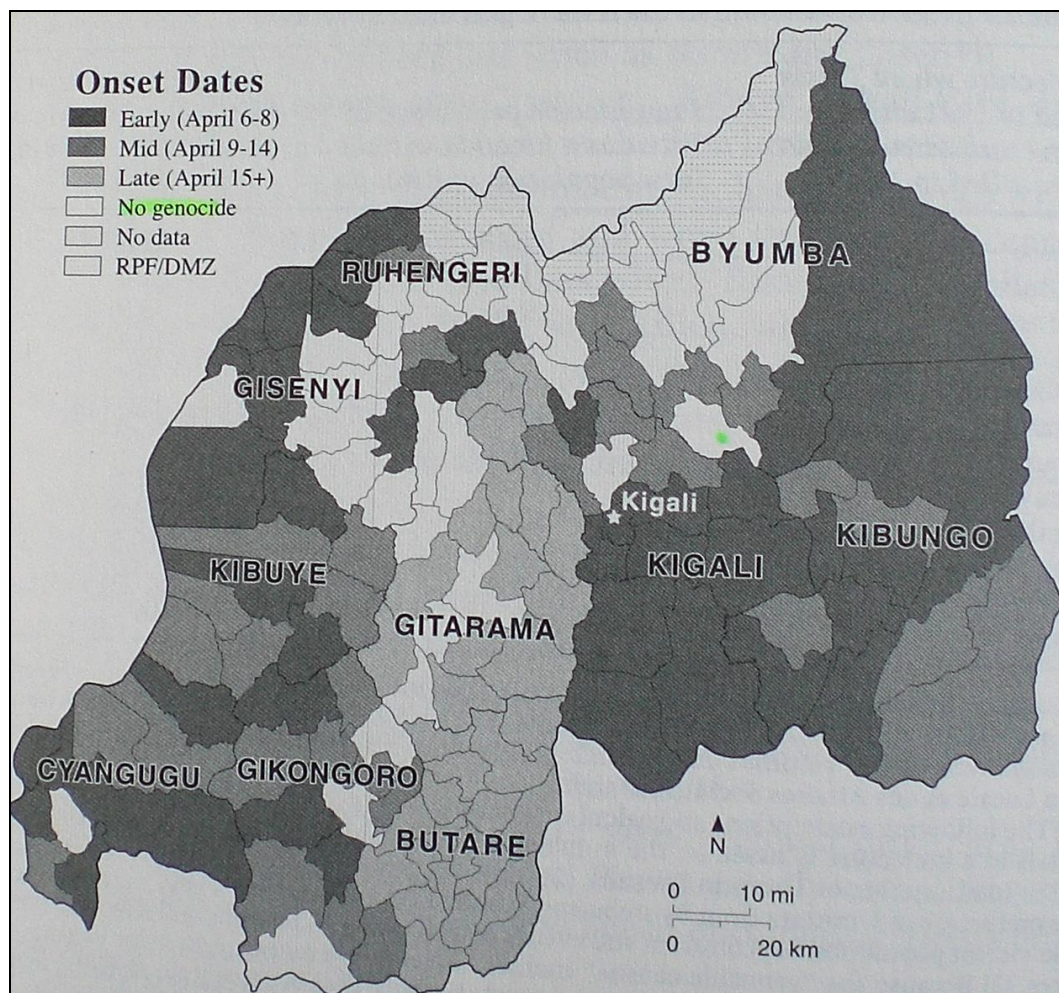 Onset Dates
Early (April 6-8)
Mid (April 9-14)
Late (April 15+)
No genocide
No data
RPF/DMZ
BYUMBA
RUHENGERI
GISENYI
Kigali
KIBUNGO
KIGALI
KIBUYE
GITARAMA
CYANGUGU
GIKONGORO
BUTARE
N
0 10 mi
0 20 km